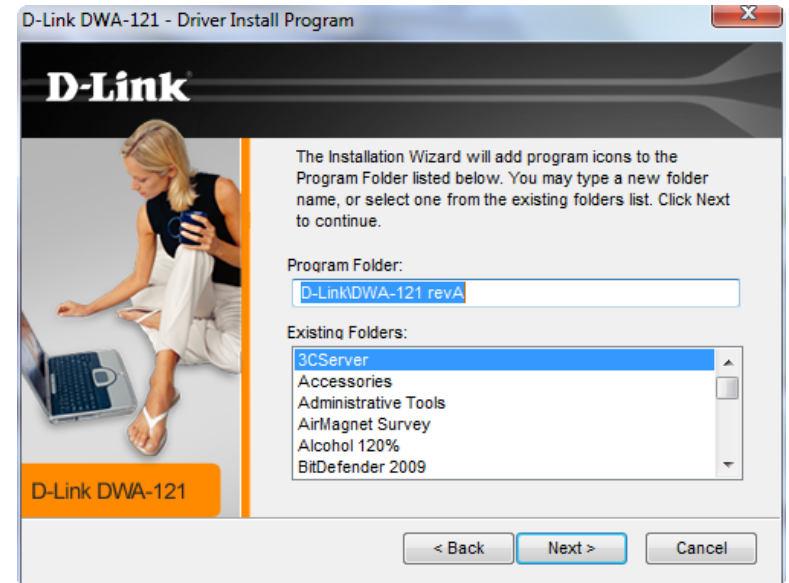 D-Link DWA-121 - Driver Install Program
D-Link
The Installation Wizard will add program icons to the
Program Folder listed below. You may type a new folder
name, or select one from the existing folders list. Click Next
to continue.
Program Folder:
D-Link\DWA-121 revA
Existing Folders:
3CServer
Accessories
Administrative Tools
AirMagnet Survey
Alcohol 120%
BitDefender 2009
D-Link DWA-121
< Back
Next >
Cancel